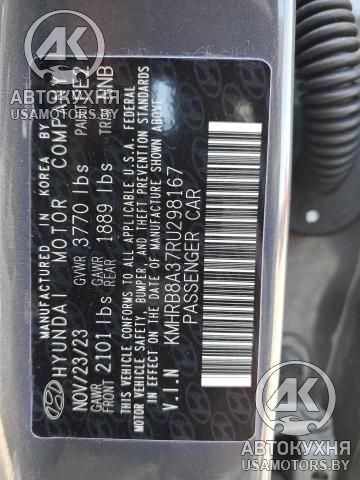 MANUFACTURED IN KOREA BY
HYUNDAI MOTOR COMPANY
NOV/23/23 GVWR 3770 lbs
GAWR FRONT 2101 lbs GAWR 1889 lbs
THIS VEHICLE CONFORMS TO ALL APPLICABLE U.S.A. FEDERAL
MOTOR VEHICLE SAFETY, BUMPER, AND THEFT PREVENTION STANDARDS
IN EFFECT ON THE DATE OF MANUFACTURE SHOWN ABOVE.
V.I.N KMHRB8A37RU298167
PASSENGER CAR
АК
АВТОКУХНЯ
USAMOTORS.BY
АК
АВТОКУХНЯ
USAMOTORS.BY